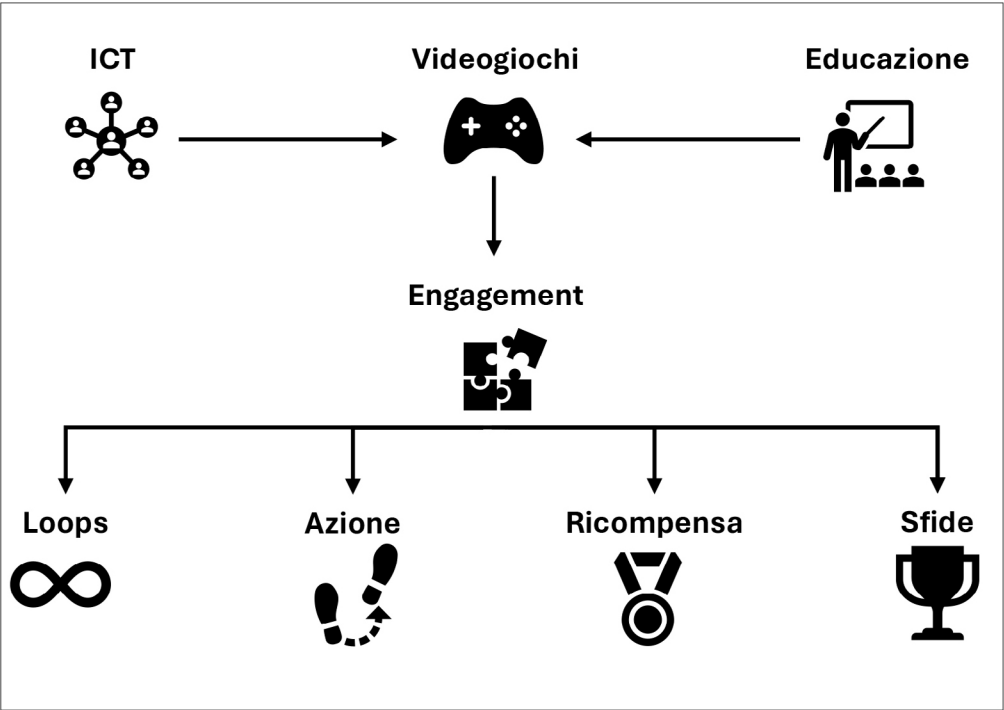 ICT
Videogiochi
Educazione
Engagement
Loops
Azione
Ricompensa
Sfide